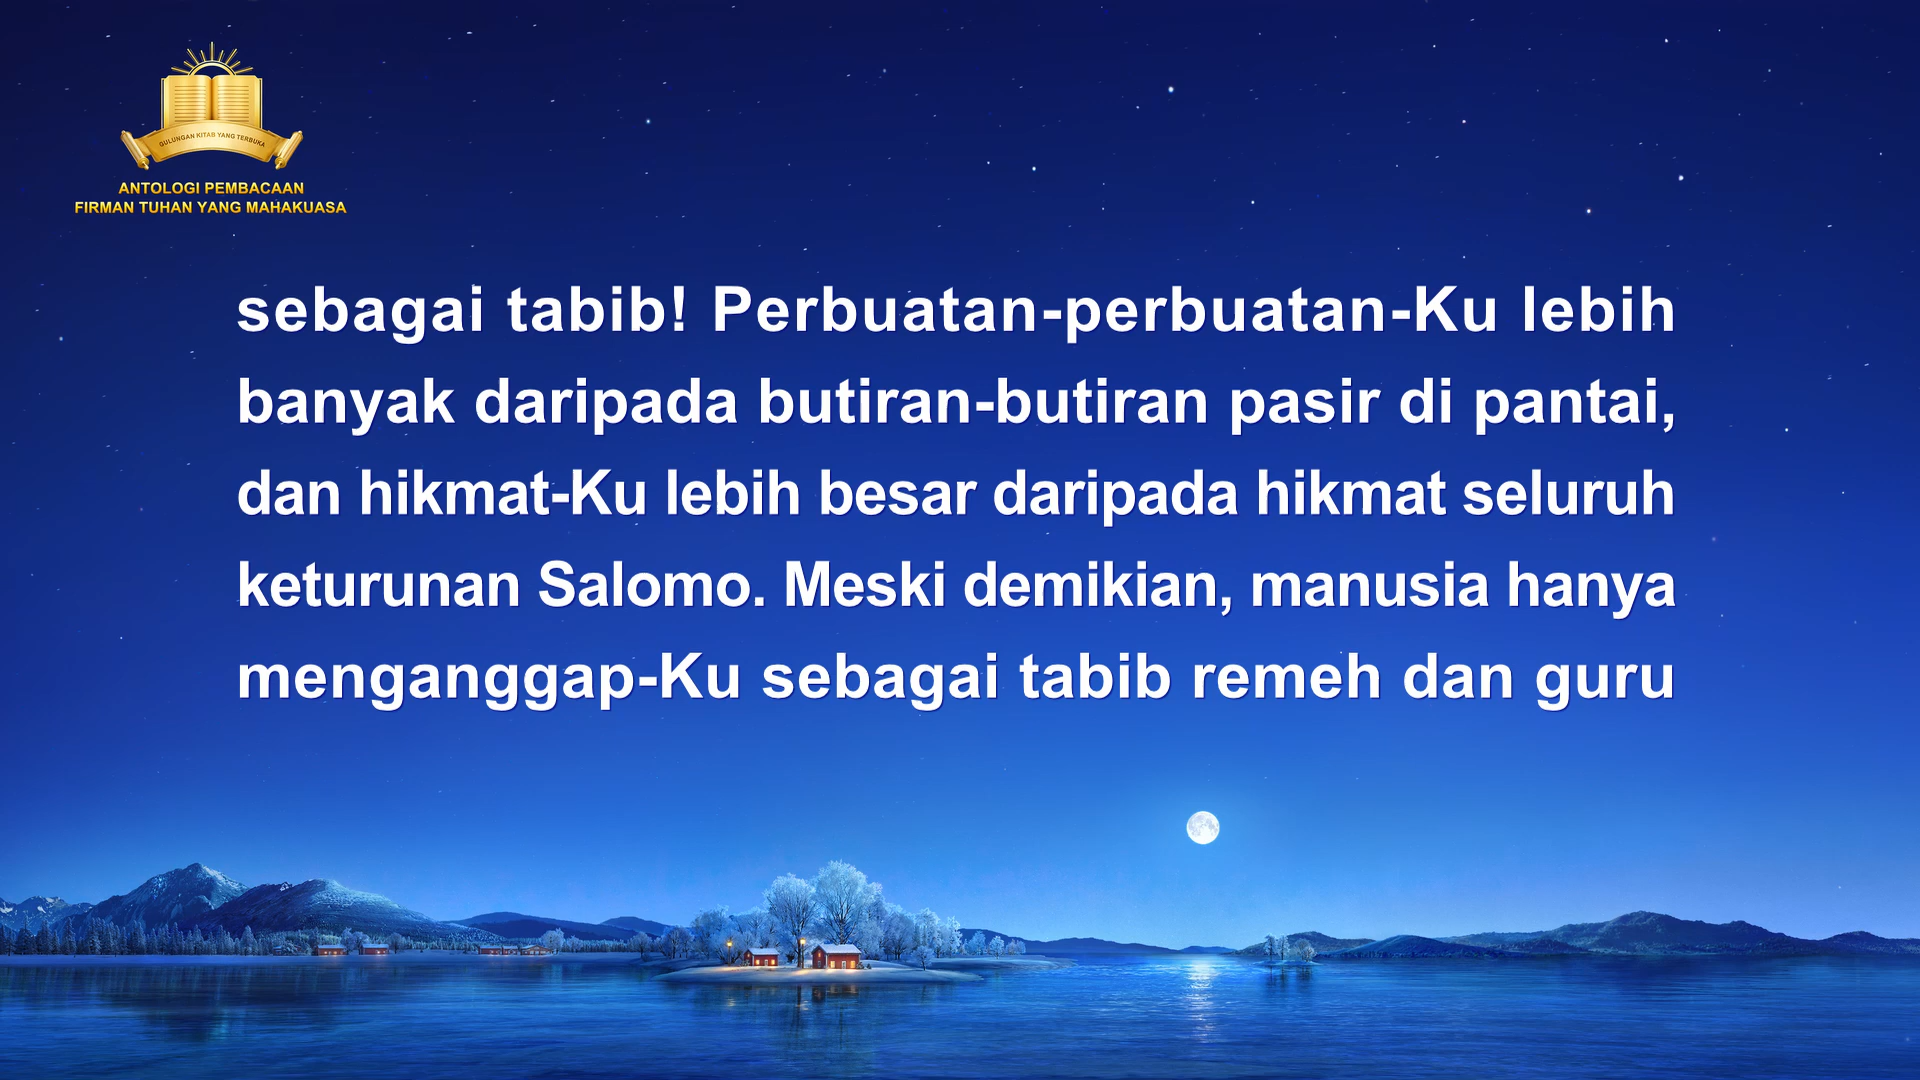 GULUNGAN KITAB YANG TERBUKA
ANTOLOGI PEMBACAAN
FIRMAN TUHAN YANG MAHAKUASA
sebagai tabib! Perbuatan-perbuatan-Ku lebih
banyak daripada butiran-butiran pasir di pantai,
dan hikmat-Ku lebih besar daripada hikmat seluruh
keturunan Salomo. Meski demikian, manusia hanya
menganggap-Ku sebagai tabib remeh dan guru